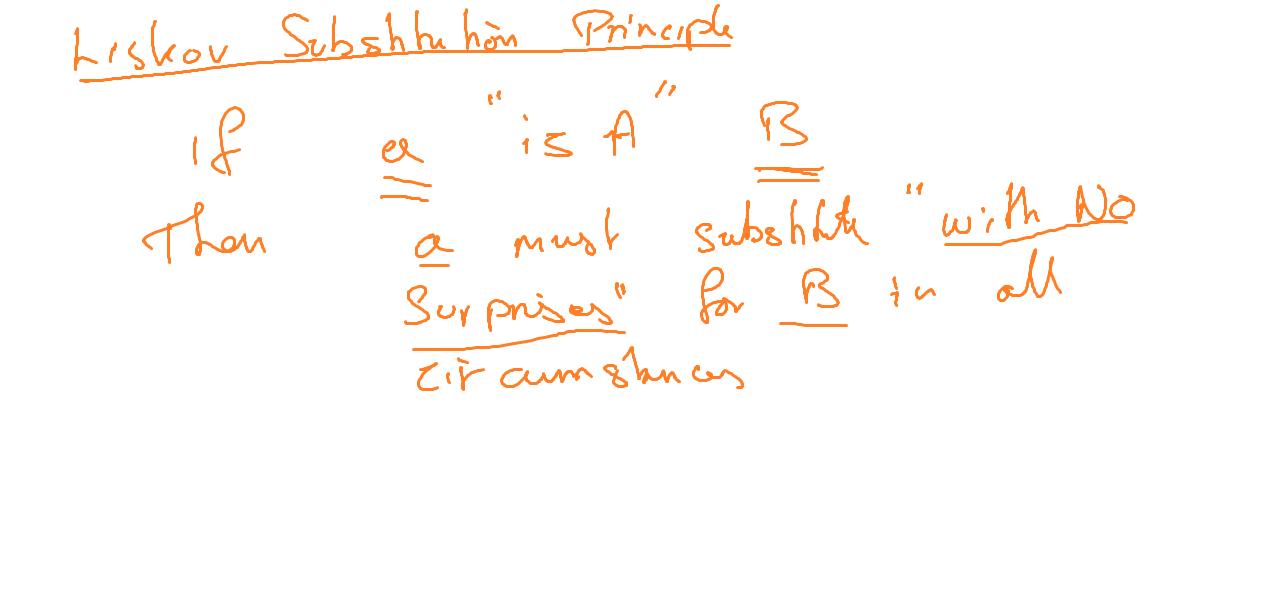 Liskov Substitution Principle
If a "is A" B
Then a must substitute "with No
Surprises" for B in all
circumstances